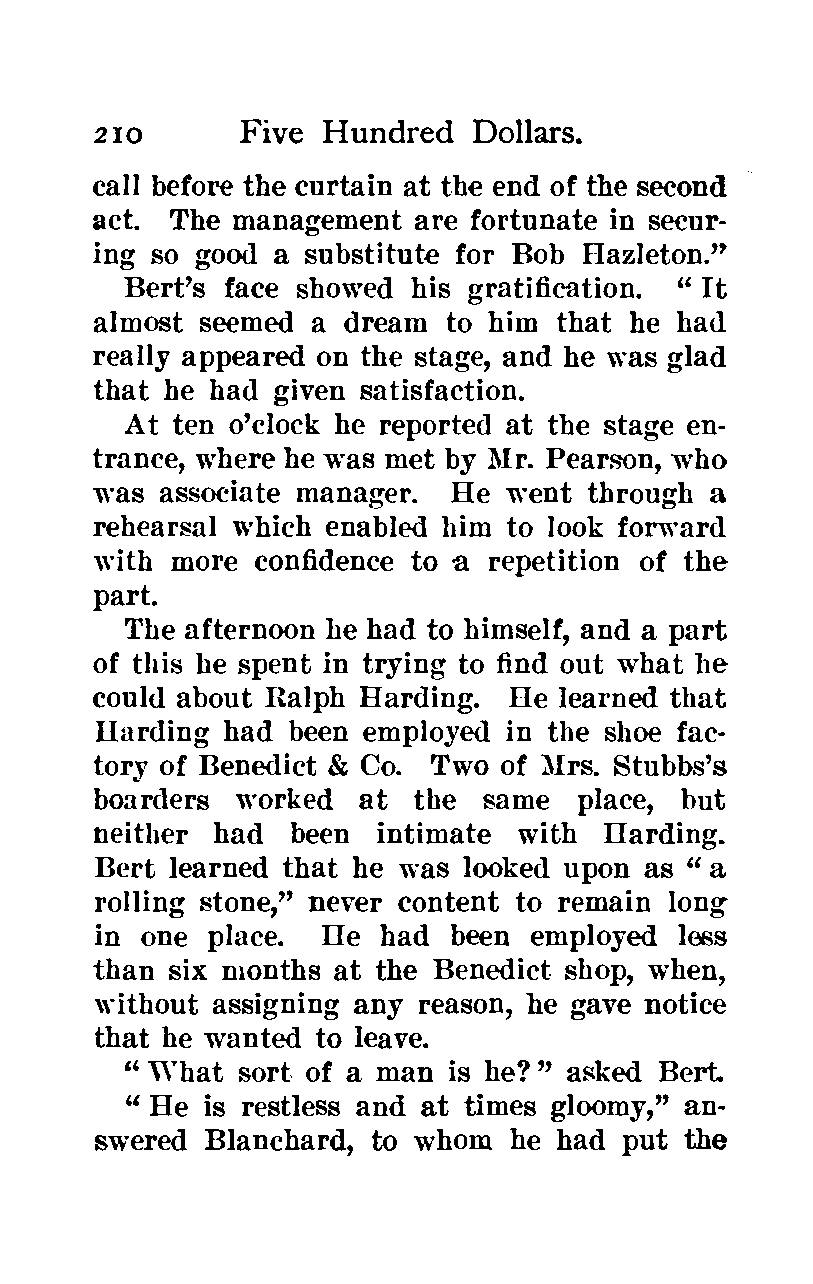 210 Five Hundred Dollars.
call before the curtain at the end of the second
act. The management are fortunate in secur-
ing so good a substitute for Bob Hazleton.”
Bert’s face showed his gratification. “ It
almost seemed a dream to him that he had
really appeared on the stage, and he was glad
that he had given satisfaction.
At ten o’clock he reported at the stage en-
trance, where he was met by Mr. Pearson, who
was associate manager. He went through a
rehearsal which enabled him to look forward
with more confidence to a repetition of the
part.
The afternoon he had to himself, and a part
of this he spent in trying to find out what he
could about Ralph Harding. He learned that
Harding had been employed in the shoe fac-
tory of Benedict & Co. Two of Mrs. Stubbs’s
boarders worked at the same place, but
neither had been intimate with Harding.
Bert learned that he was looked upon as “ a
rolling stone,” never content to remain long
in one place. He had been employed less
than six months at the Benedict shop, when,
without assigning any reason, he gave notice
that he wanted to leave.
“ What sort of a man is he? ” asked Bert.
“ He is restless and at times gloomy,” an-
swered Blanchard, to whom he had put the